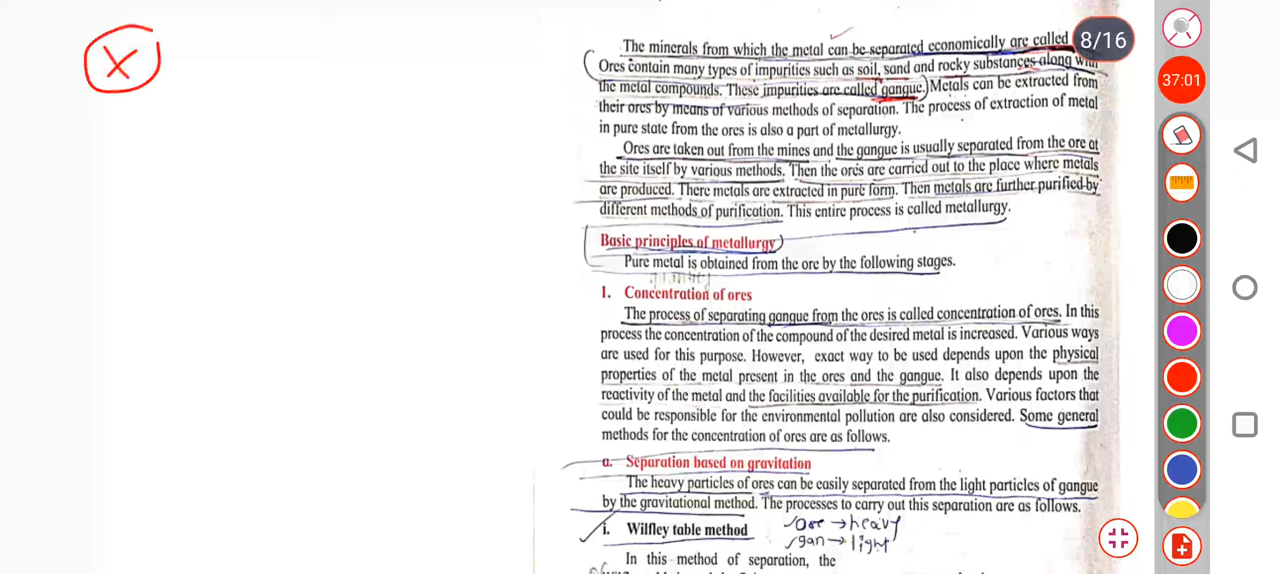 The minerals from which the metal can be separated economically are called
Ores contain many types of impurities such as soil, sand and rocky substances along with
the metal compounds. These impurities are called gangue. Metals can be extracted from
their ores by means of various methods of separation. The process of extraction of metal
in pure state from the ores is also a part of metallurgy.
Ores are taken out from the mines and the gangue is usually separated from the ore at
the site itself by various methods. Then the ores are carried out to the place where metals
are produced. There metals are extracted in pure form. Then metals are further purified by
different methods of purification. This entire process is called metallurgy.
Basic principles of metallurgy
Pure metal is obtained from the ore by the following stages.
1. Concentration of ores
The process of separating gangue from the ores is called concentration of ores. In this
process the concentration of the compound of the desired metal is increased. Various ways
are used for this purpose. However, exact way to be used depends upon the physical
properties of the metal present in the ores and the gangue. It also depends upon the
reactivity of the metal and the facilities available for the purification. Various factors that
could be responsible for the environmental pollution are also considered. Some general
methods for the concentration of ores are as follows.
a. Separation based on gravitation
The heavy particles of ores can be easily separated from the light particles of gangue
by the gravitational method. The processes to carry out this separation are as follows.
i. Wilfley table method
ore → heavy
gan → light
In this method of separation, the
8/16
37:01